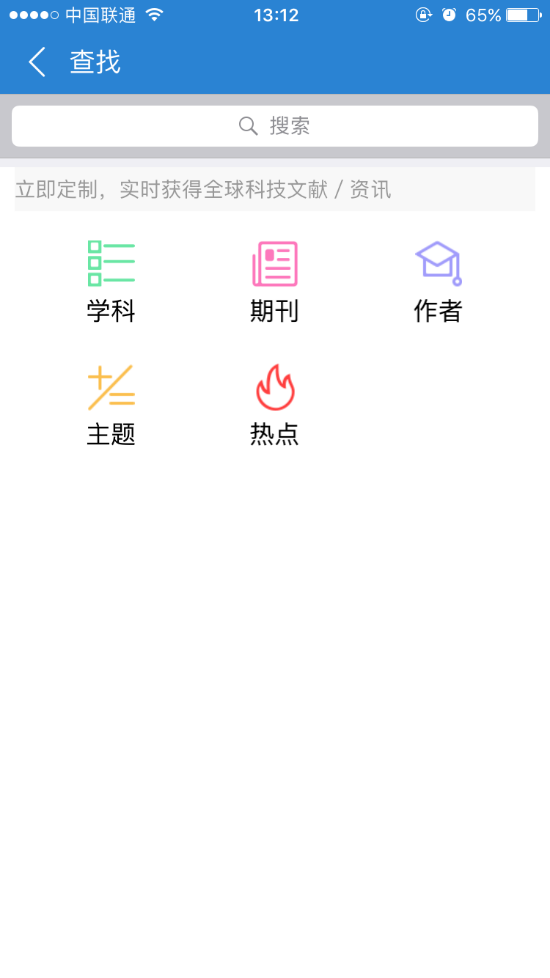 中国联通 13:12 65%
查找
搜索
立即定制，实时获得全球科技文献 / 资讯
学科 期刊 作者
主题 热点